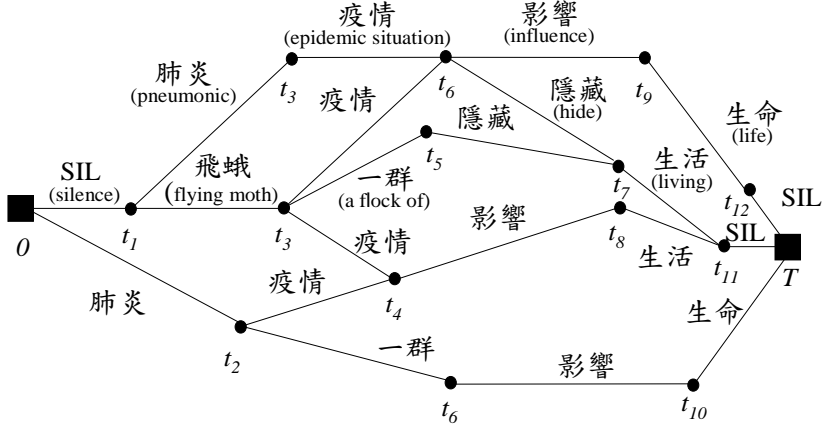 疫情
(epidemic situation)
影響
(influence)
肺炎
(pneumonic)
t3
疫情
t6
隱藏
(hide)
t9
生命
(life)
隱藏
SIL
(silence)
飛蛾
(flying moth)
一群
(a flock of)
t5
生活
(living)
t7
t12
SIL
0
t1
t3
疫情
影響
t8
SIL
肺炎
疫情
t4
生活
t11
T
t2
一群
影響
生命
t6
t10